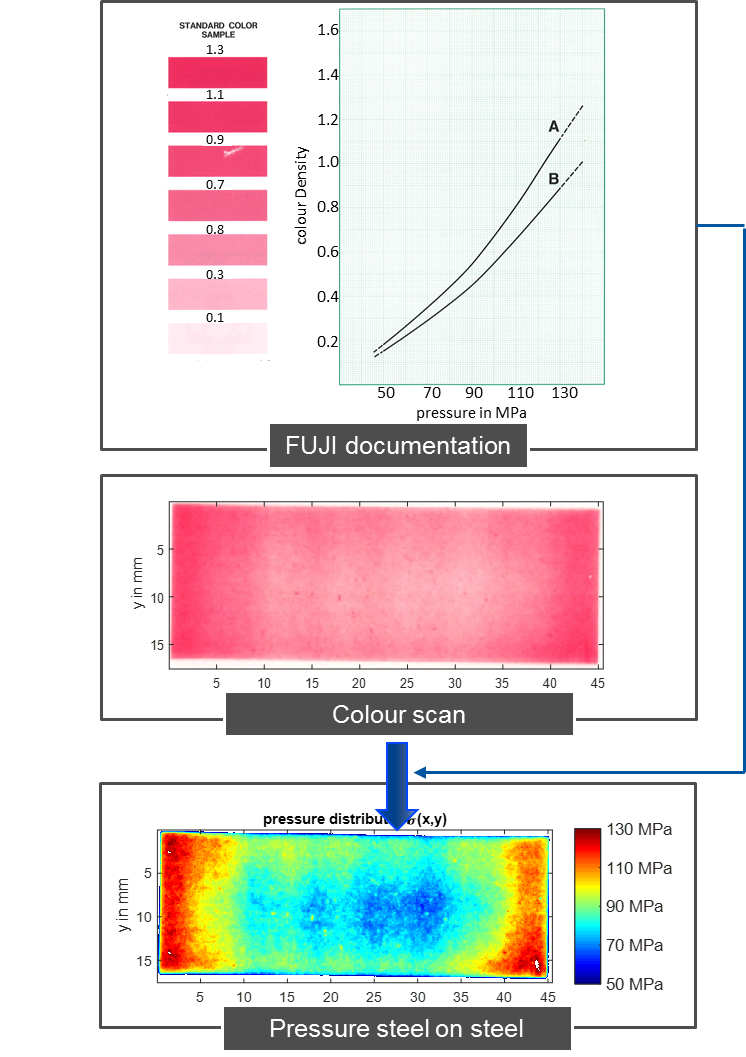 STANDARD COLOR
SAMPLE
1.3
1.1
0.9
0.7
0.8
0.3
0.1
colour Density
1.6
1.4
1.2
1.0
0.8
0.6
0.4
0.2
A
B
50 70 90 110 130
pressure in MPa
FUJI documentation
y in mm
5
10
15
5 10 15 20 25 30 35 40 45
Colour scan
pressure distribut (x,y)
y in mm
5
10
15
5 10 15 20 25 30 35 40 45
130 MPa
110 MPa
90 MPa
70 MPa
50 MPa
Pressure steel on steel